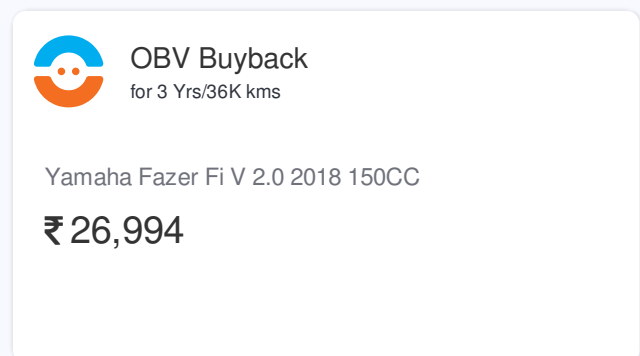 OBV Buyback
for 3 Yrs/36K kms
Yamaha Fazer Fi V 2.0 2018 150CC
₹ 26,994